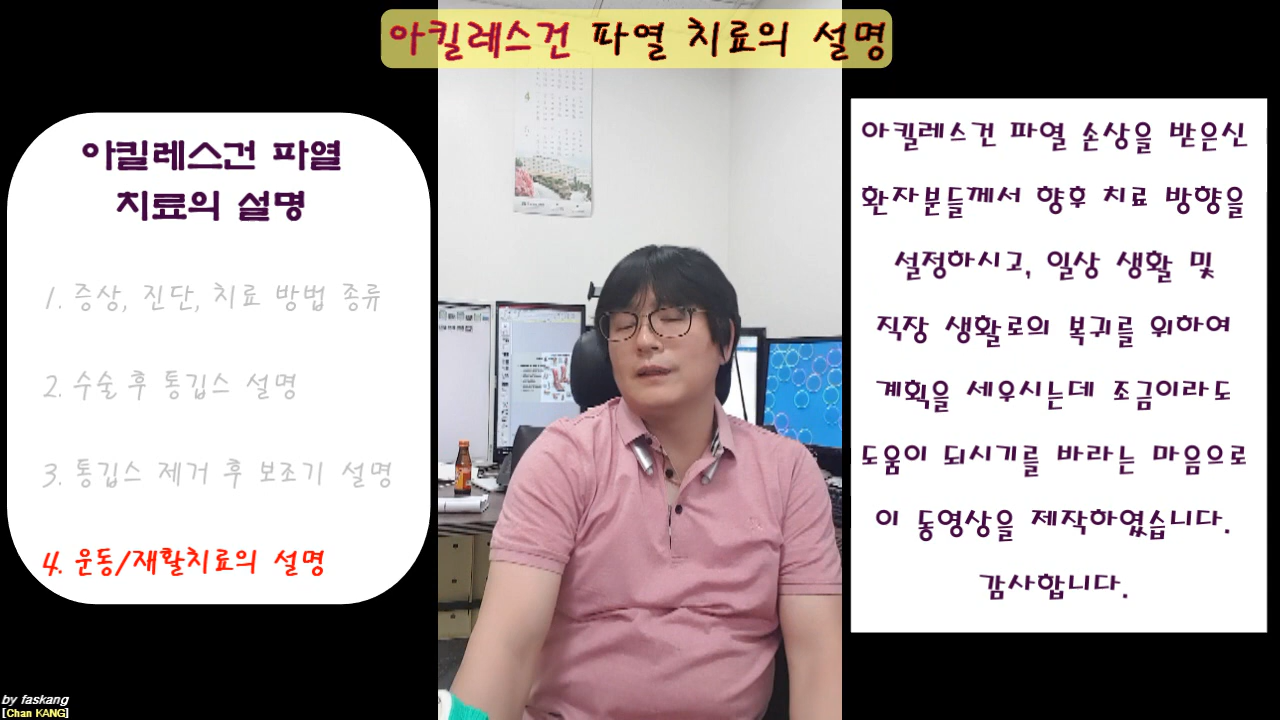 아킬레스건 파열 치료의 설명
아킬레스건 파열
치료의 설명
1. 증상, 진단, 치료 방법 종류
2. 수술 후 통깁스 설명
3. 통깁스 제거 후 보조기 설명
4. 운동/재활치료의 설명
4
아킬레스건 파열 손상을 받은신
환자분들께서 향후 치료 방향을
설정하시고, 일상 생활 및
직장 생활로의 복귀를 위하여
계획을 세우시는데 조금이라도
도움이 되시기를 바라는 마음으로
이 동영상을 제작하였습니다.
감사합니다.
by faskang
[Chan KANG]